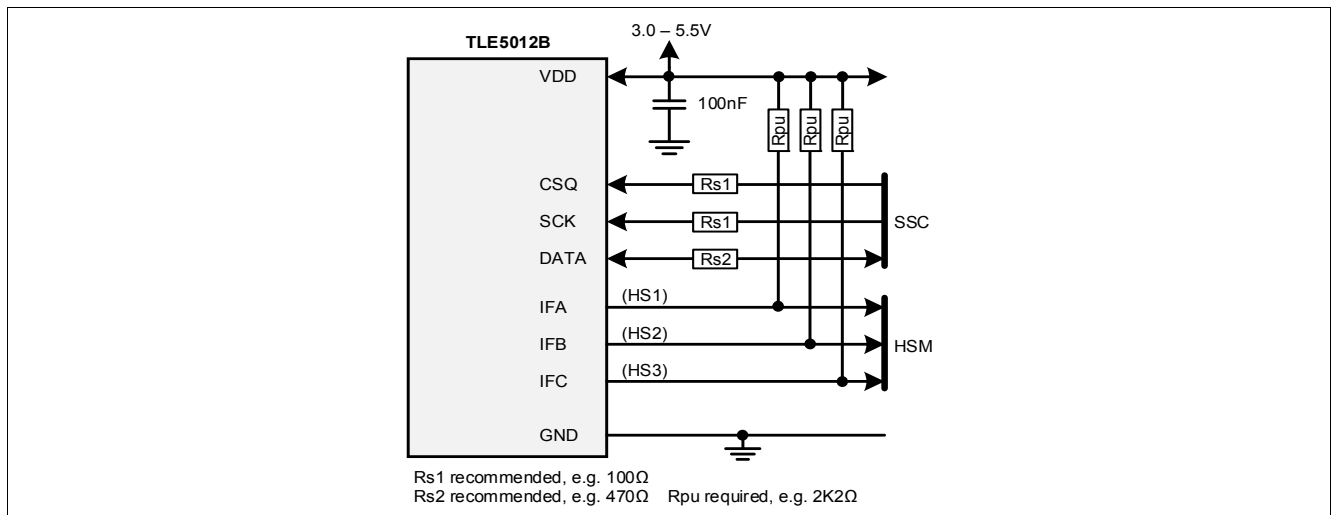 3.0 – 5.5V
TLE5012B
VDD
100nF
Rpu
Rpu
Rpu
CSQ
Rs1
SCK
Rs1
SSC
DATA
Rs2
IFA
(HS1)
IFB
(HS2)
HSM
IFC
(HS3)
GND
Rs1 recommended, e.g. 100Ω
Rs2 recommended, e.g. 470Ω Rpu required, e.g. 2K2Ω